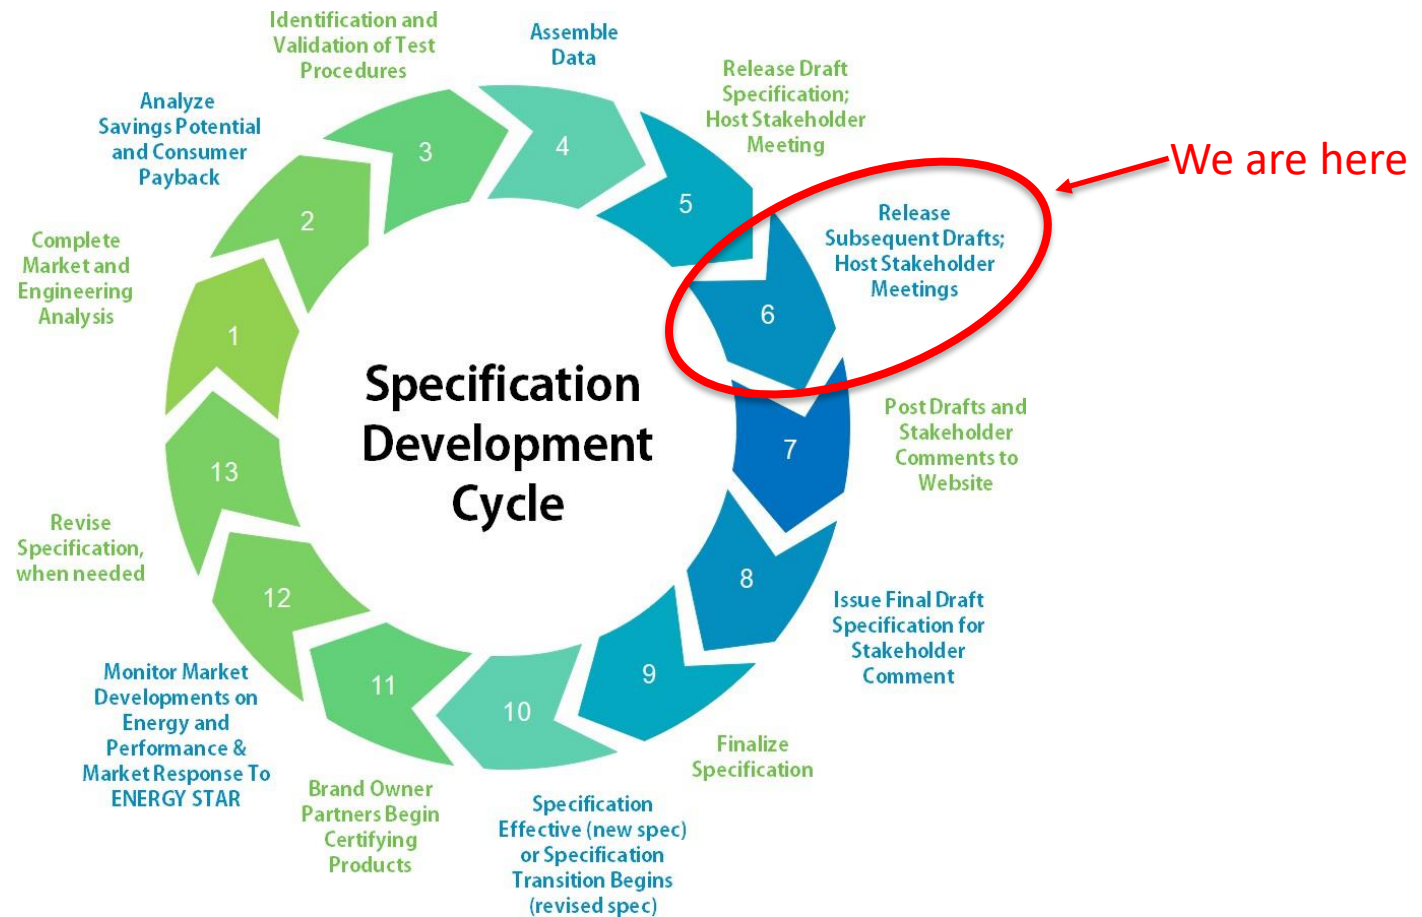 Identification and
Validation of Test
Procedures
3
Assemble
Data
4
Release Draft
Specification;
Host Stakeholder
Meeting
5
We are here
Release
Subsequent Drafts;
Host Stakeholder
Meetings
6
Post Drafts and
Stakeholder
Comments to
Website
7
Issue Final Draft
Specification for
Stakeholder
Comment
8
Finalize
Specification
9
Specification
Effective (new spec)
or Specification
Transition Begins
(revised spec)
10
Brand Owner
Partners Begin
Certifying
Products
11
Monitor Market
Developments on
Energy and
Performance &
Market Response To
ENERGY STAR
12
Revise
Specification,
when needed
13
Complete
Market and
Engineering
Analysis
1
Analyze
Savings Potential
and Consumer
Payback
2
Specification
Development
Cycle